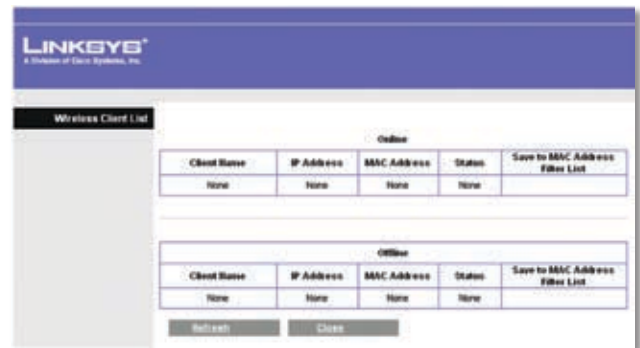 LINKSYS®
A Division of Cisco Systems, Inc.
Wireless Client List
Online
Client Name IP Address MAC Address Status Save to MAC Address Filter List
None None None None
Offline
Client Name IP Address MAC Address Status Save to MAC Address Filter List
None None None None
Refresh Close